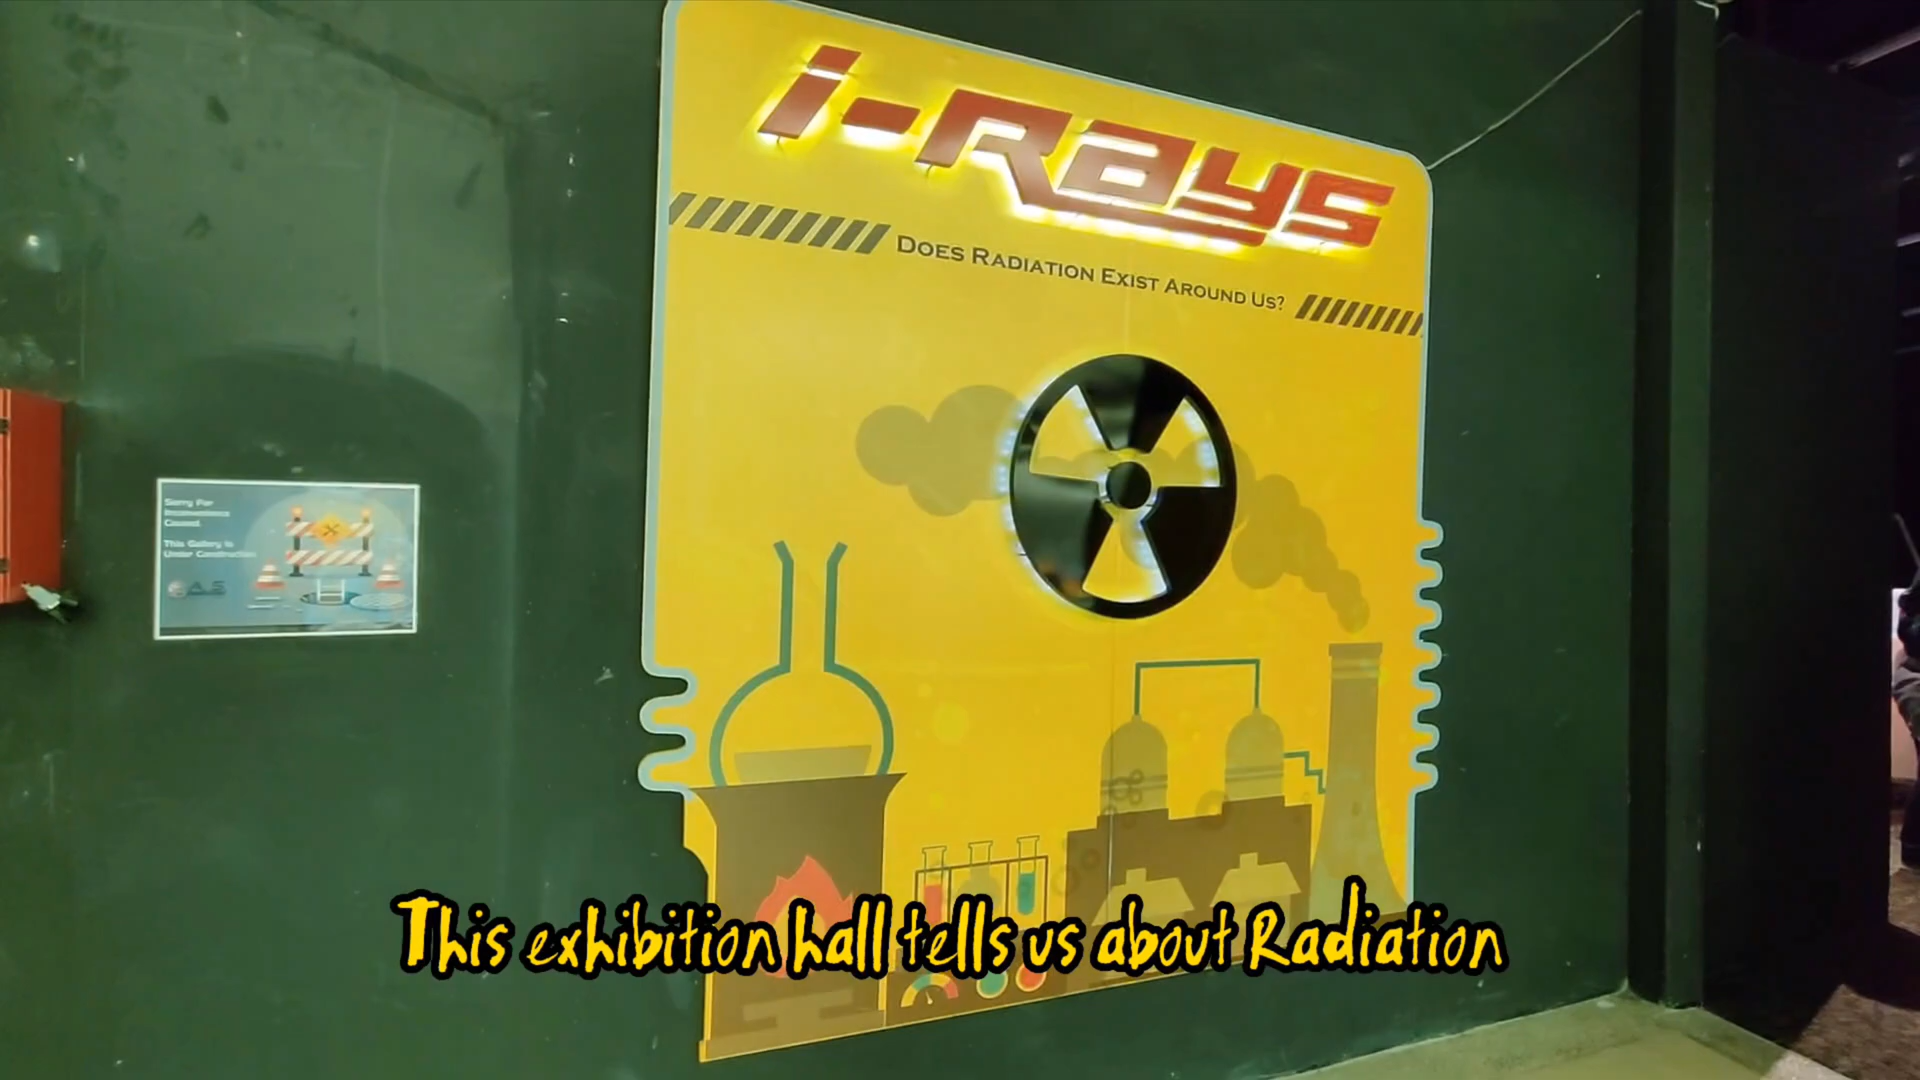 i-Rays
DOES RADIATION EXIST AROUND US?
Sorry For
Inconvenience
Caused.
This Gallery Is
Under Construction
This exhibition hall tells us about Radiation